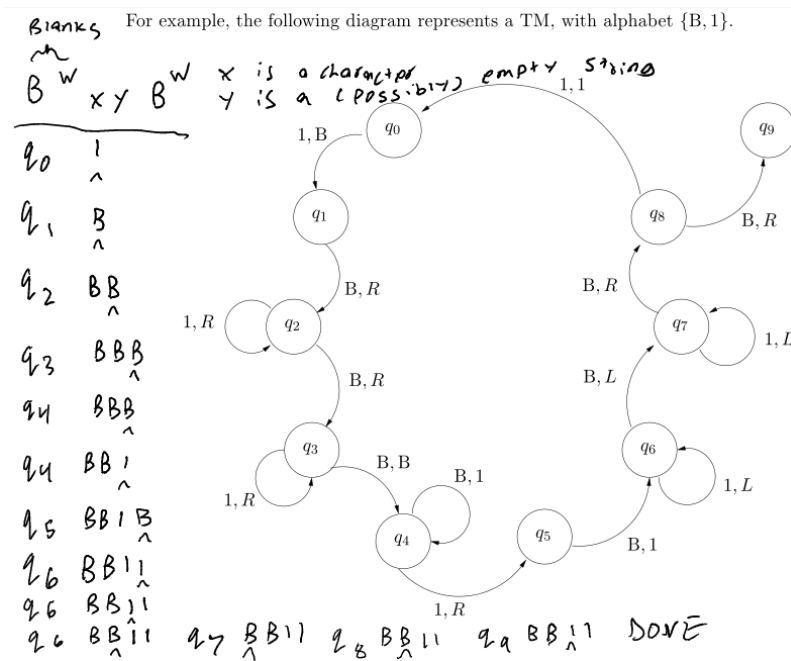 For example, the following diagram represents a TM, with alphabet {B, 1}.
Blanks
B^W xy B^W
x is a character
y is a (possibly) empty string
q0 1
^
q1 B
^
q2 BB
^
q3 BBB
^
q4 BBB
^
q4 BB1
^
q5 BB1B
^
q6 BB11
^
q6 BB11
^
q6 BB11
^
q7 BBB11
^
q8 BB11
^
q9 BB11
^
DONE
1, 1
q0
q9
1, B
q1
q8
B, R
B, R
B, R
1, R
q2
q7
1, L
B, R
B, L
q3
q6
B, B
B, 1
1, R
1, L
q4
q5
B, 1
1, R